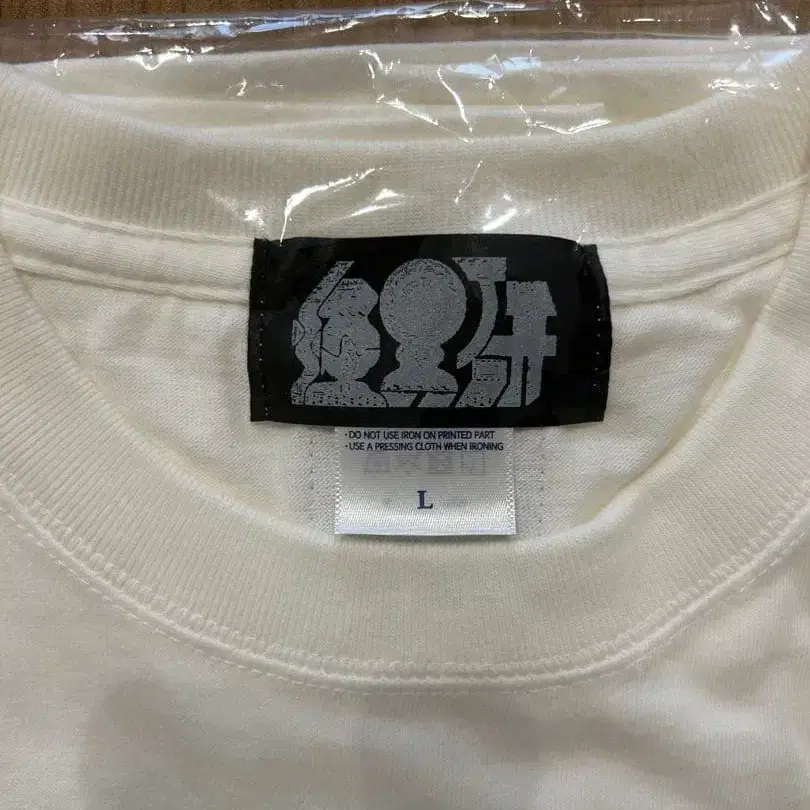 ・DO NOT USE IRON ON PRINTED PART
・USE A PRESSING CLOTH WHEN IRONING
L